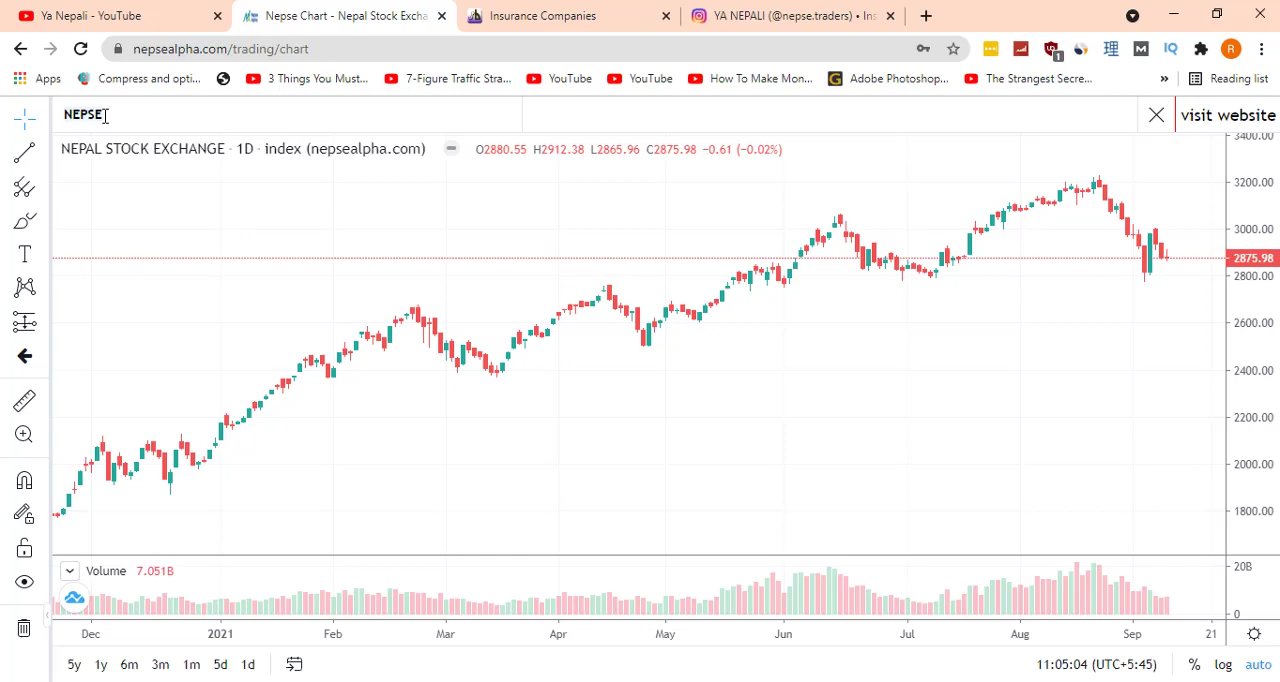 Ya Nepali - YouTube
Nepse Chart - Nepal Stock Excha
Insurance Companies
YA NEPALI (@nepse.traders) • Ins
nepsealpha.com/trading/chart
1
理
M
IQ
R
Apps
Compress and opti...
3 Things You Must...
7-Figure Traffic Stra...
YouTube
YouTube
How To Make Mon...
Adobe Photoshop...
The Strangest Secre...
»
Reading list
NEPSE
visit website
NEPAL STOCK EXCHANGE · 1D · index (nepsealpha.com)
O2880.55 H2912.38 L2865.96 C2875.98 −0.61 (−0.02%)
3400.00
3200.00
3000.00
2875.98
2800.00
2600.00
2400.00
2200.00
2000.00
1800.00
T
Volume 7.051B
20B
0
Dec 2021 Feb Mar Apr May Jun Jul Aug Sep 21
5y 1y 6m 3m 1m 5d 1d
11:05:04 (UTC+5:45) % log auto